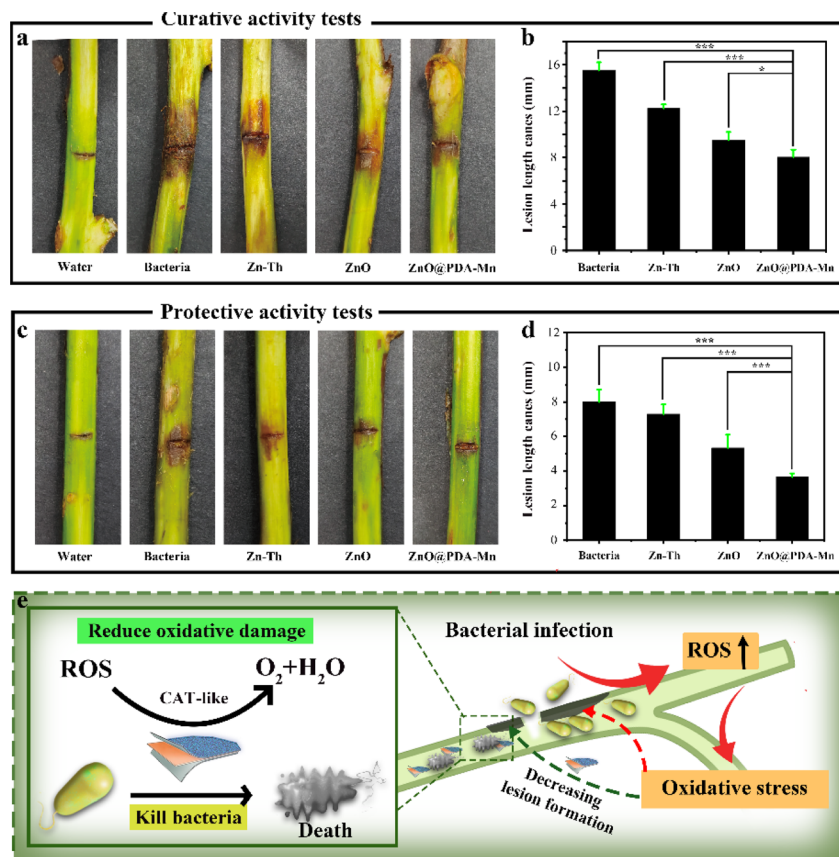 Curative activity tests
a
Water
Bacteria
Zn-Th
ZnO
ZnO@PDA-Mn
b
Lesion length canes (mm)
16
12
8
4
0
***
***
*
Bacteria
Zn-Th
ZnO
ZnO@PDA-Mn
Protective activity tests
c
Water
Bacteria
Zn-Th
ZnO
ZnO@PDA-Mn
d
Lesion length canes (mm)
12
10
8
6
4
2
0
***
***
***
Bacteria
Zn-Th
ZnO
ZnO@PDA-Mn
e
Reduce oxidative damage
ROS
O₂+H₂O
CAT-like
Kill bacteria
Death
Bacterial infection
ROS
Oxidative stress
Decreasing
lesion formation